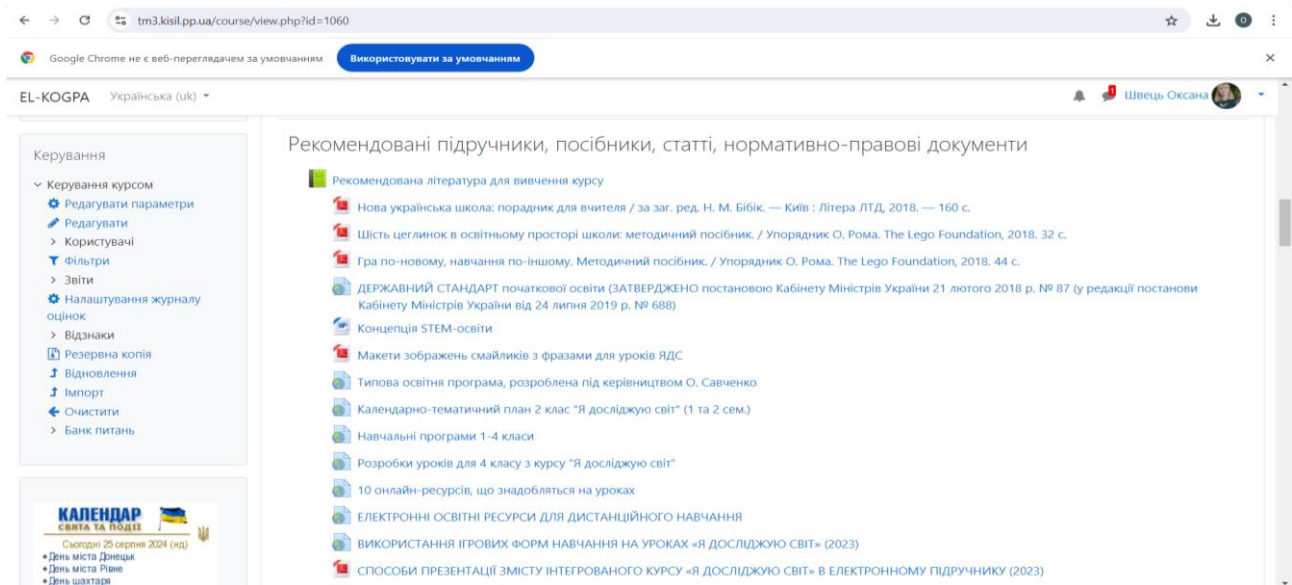 tm3.kisil.pp.ua/course/view.php?id=1060
O
Google Chrome не є веб-переглядачем за умовчанням
Використовувати за умовчанням
EL-KOGPA
Українська (uk)
1
Швець Оксана
Керування
Керування курсом
Редагувати параметри
Редагувати
Користувачі
Фільтри
Звіти
Налаштування журналу
оцінок
Відзнаки
Резервна копія
Відновлення
Імпорт
Очистити
Банк питань
КАЛЕНДАР
СВЯТА ТА ПОДІЇ
Сьогодні 25 серпня 2024 (нд)
День міста Донецьк
День міста Рівне
День шахтаря
Рекомендовані підручники, посібники, статті, нормативно-правові документи
Рекомендована література для вивчення курсу
Нова українська школа: порадник для вчителя / за заг. ред. Н. М. Бібік. — Київ : Літера ЛТД, 2018. — 160 с.
Шість цеглинок в освітньому просторі школи: методичний посібник. / Упорядник О. Рома. The Lego Foundation, 2018. 32 с.
Гра по-новому, навчання по-іншому. Методичний посібник. / Упорядник О. Рома. The Lego Foundation, 2018. 44 с.
ДЕРЖАВНИЙ СТАНДАРТ початкової освіти (ЗАТВЕРДЖЕНО постановою Кабінету Міністрів України 21 лютого 2018 р. № 87 (у редакції постанови
Кабінету Міністрів України від 24 липня 2019 р. № 688)
Концепція STEM-освіти
Макети зображень смайликів з фразами для уроків ЯДС
Типова освітня програма, розроблена під керівництвом О. Савченко
Календарно-тематичний план 2 клас "Я досліджую світ" (1 та 2 сем.)
Навчальні програми 1-4 класи
Розробки уроків для 4 класу з курсу "Я досліджую світ"
10 онлайн-ресурсів, що знадобляться на уроках
ЕЛЕКТРОННІ ОСВІТНІ РЕСУРСИ ДЛЯ ДИСТАНЦІЙНОГО НАВЧАННЯ
ВИКОРИСТАННЯ ІГРОВИХ ФОРМ НАВЧАННЯ НА УРОКАХ «Я ДОСЛІДЖУЮ СВІТ» (2023)
СПОСОБИ ПРЕЗЕНТАЦІЇ ЗМІСТУ ІНТЕГРОВАНОГО КУРСУ «Я ДОСЛІДЖУЮ СВІТ» В ЕЛЕКТРОННОМУ ПІДРУЧНИКУ (2023)